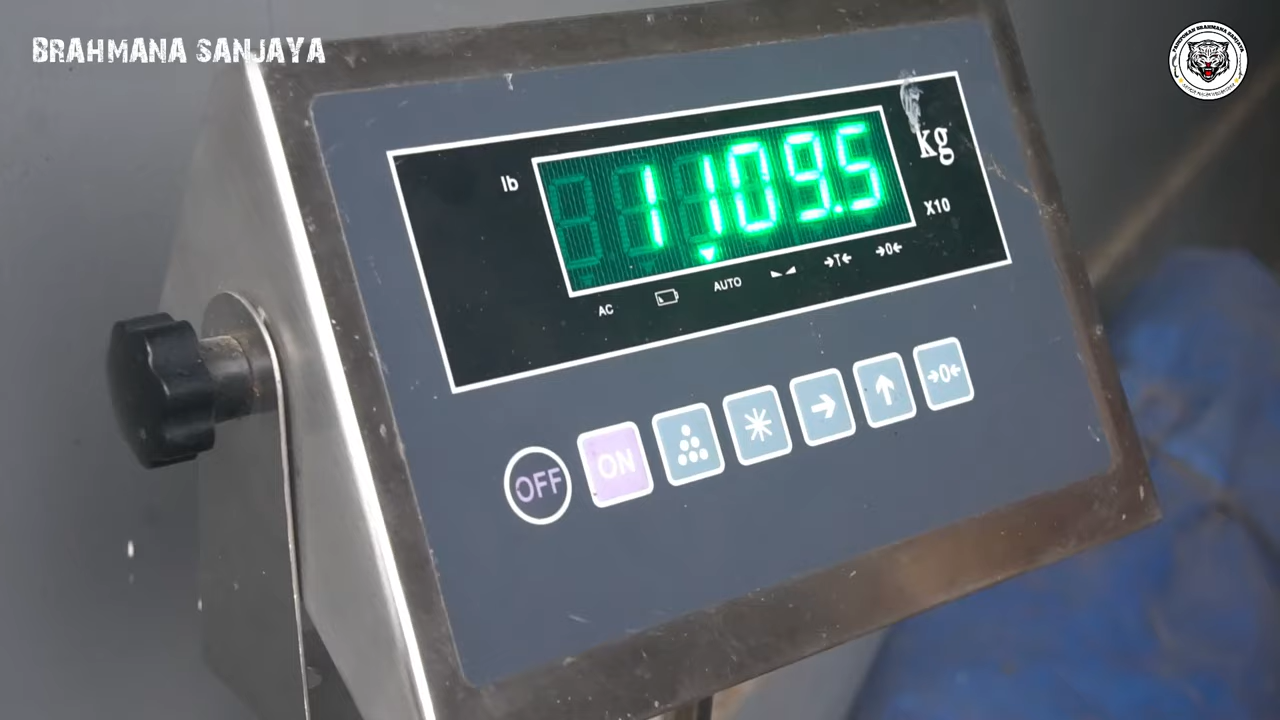 BRAHMANA SANJAYA
lb
1109.5
kg
X10
AC
AUTO
→T←
→0←
OFF
ON
→0←